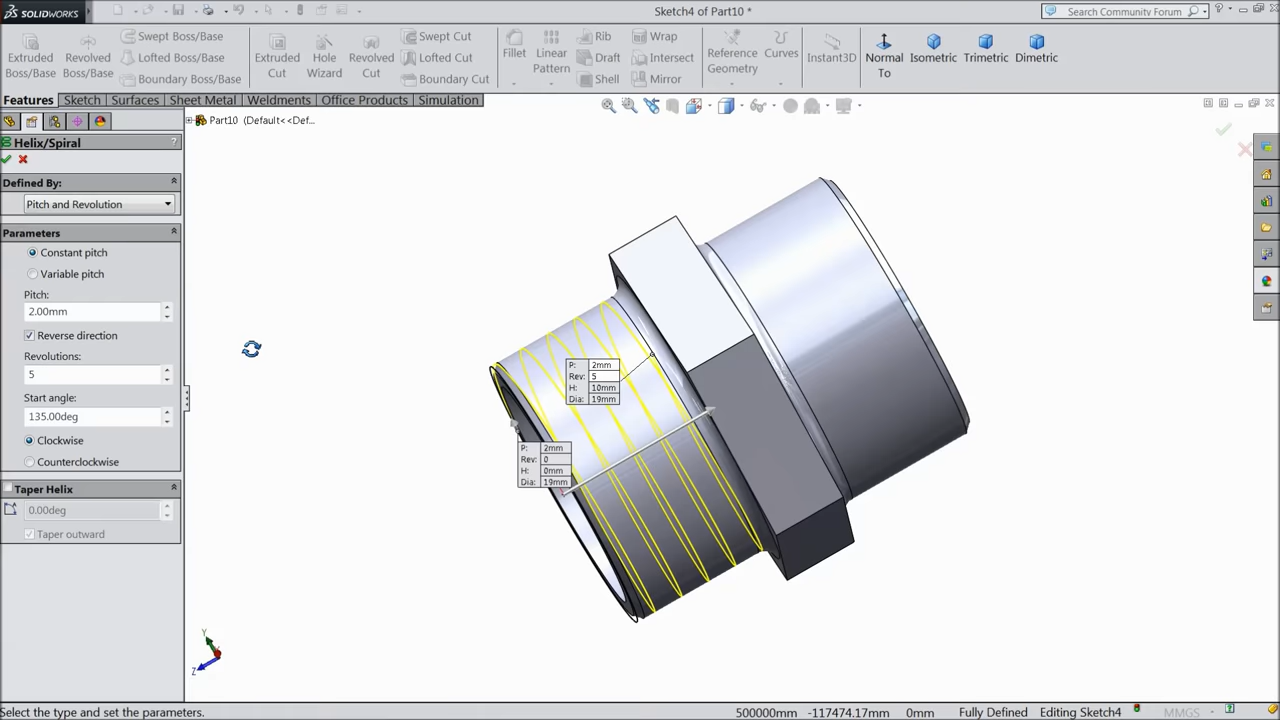 SOLIDWORKS
Sketch4 of Part10 *
Search Community Forum
Extruded Boss/Base
Revolved Boss/Base
Swept Boss/Base
Lofted Boss/Base
Boundary Boss/Base
Extruded Cut
Hole Wizard
Revolved Cut
Swept Cut
Lofted Cut
Boundary Cut
Fillet
Linear Pattern
Rib
Draft
Shell
Wrap
Intersect
Mirror
Reference Geometry
Curves
Instant3D
Normal To
Isometric
Trimetric
Dimetric
Features
Sketch
Surfaces
Sheet Metal
Weldments
Office Products
Simulation
Part10 (Default<<Def...
Helix/Spiral
?
Defined By:
Pitch and Revolution
Parameters
Constant pitch
Variable pitch
Pitch:
2.00mm
Reverse direction
Revolutions:
5
Start angle:
135.00deg
Clockwise
Counterclockwise
Taper Helix
0.00deg
Taper outward
P: 2mm
Rev: 5
H: 10mm
Dia: 19mm
P: 2mm
Rev: 0
H: 0mm
Dia: 19mm
Y
Z
Select the type and set the parameters.
500000mm
-117474.17mm
0mm
Fully Defined
Editing Sketch4
MMGS